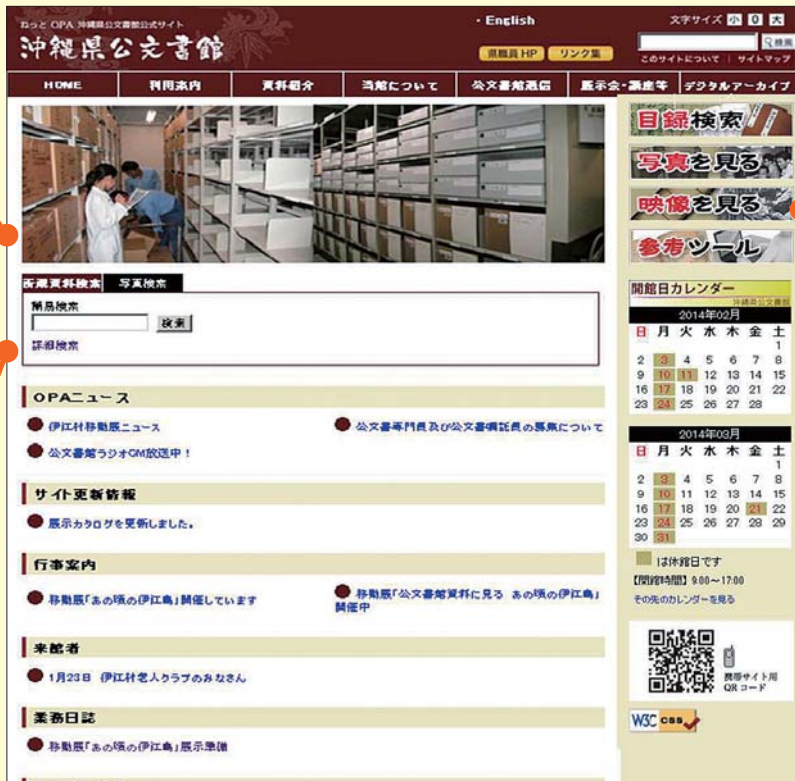 ねっと OPA 沖縄県公文書館公式サイト
沖縄県公文書館
・English
県職員HP リンク集
文字サイズ 小 0 大
検索
このサイトについて | サイトマップ
HOME 利用案内 資料紹介 当館について 公文書館通信 展示会・講座等 デジタルアーカイブ
所蔵資料検索 写真検索
簡易検索
検索
詳細検索
OPAニュース
伊江村移動展ニュース
公文書専門員及び公文書嘱託員の募集について
公文書館ラジオCM放送中！
サイト更新情報
展示カタログを更新しました。
行事案内
移動展「あの頃の伊江島」開催しています
移動展「公文書館資料に見る あの頃の伊江島」
開催中
来館者
1月23日 伊江村老人クラブのみなさん
業務日誌
移動展「あの頃の伊江島」展示準備
目録検索
写真を見る
映像を見る
参考ツール
開館日カレンダー
沖縄県公文書館
2014年02月
日 月 火 水 木 金 土
1
2 3 4 5 6 7 8
9 10 11 12 13 14 15
16 17 18 19 20 21 22
23 24 25 26 27 28
2014年03月
日 月 火 水 木 金 土
1
2 3 4 5 6 7 8
9 10 11 12 13 14 15
16 17 18 19 20 21 22
23 24 25 26 27 28 29
30 31
は休館日です
【開館時間】9:00～17:00
その先のカレンダーを見る
携帯サイト用
QRコード
W3C css